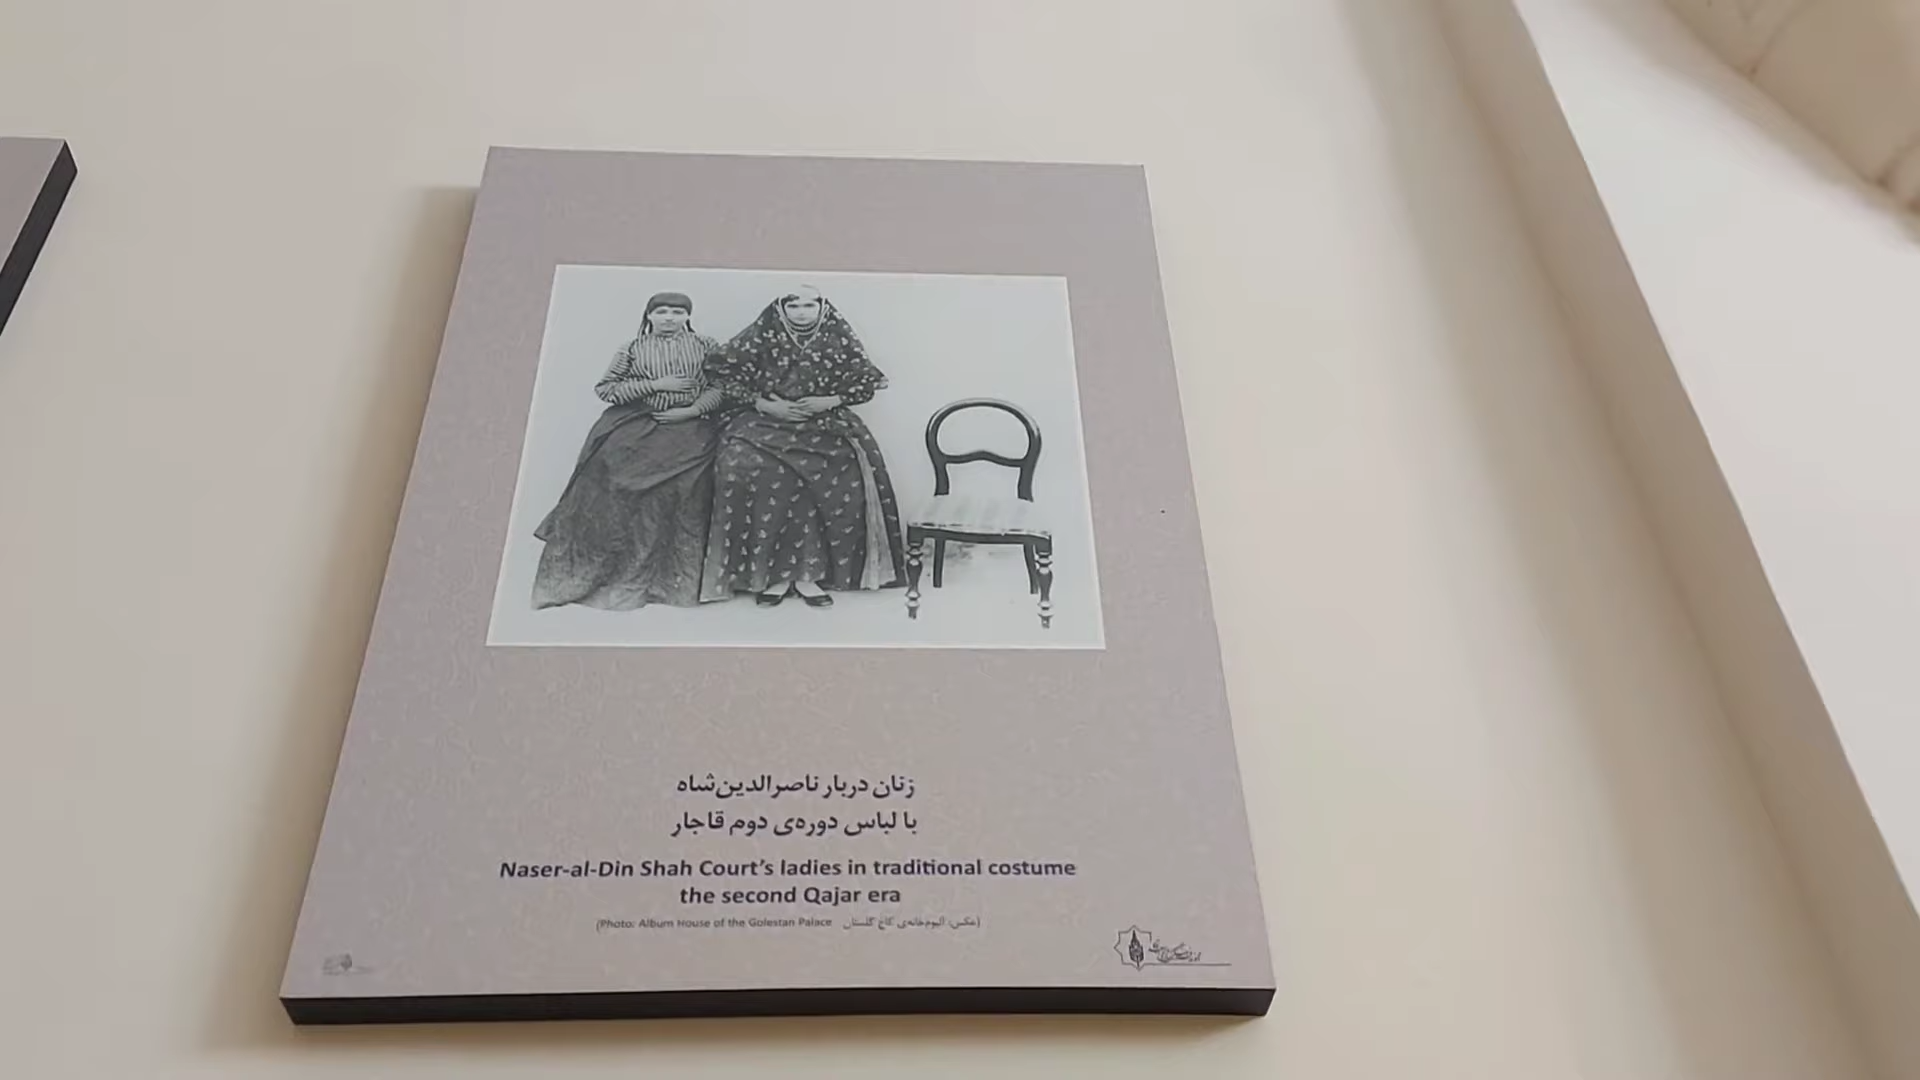 زنان دربار ناصرالدین‌شاه
با لباس دوره‌ی دوم قاجار
Naser-al-Din Shah Court’s ladies in traditional costume
the second Qajar era
(Photo: Album House of the Golestan Palace عکس: آلبوم‌خانه‌ی کاخ گلستان)